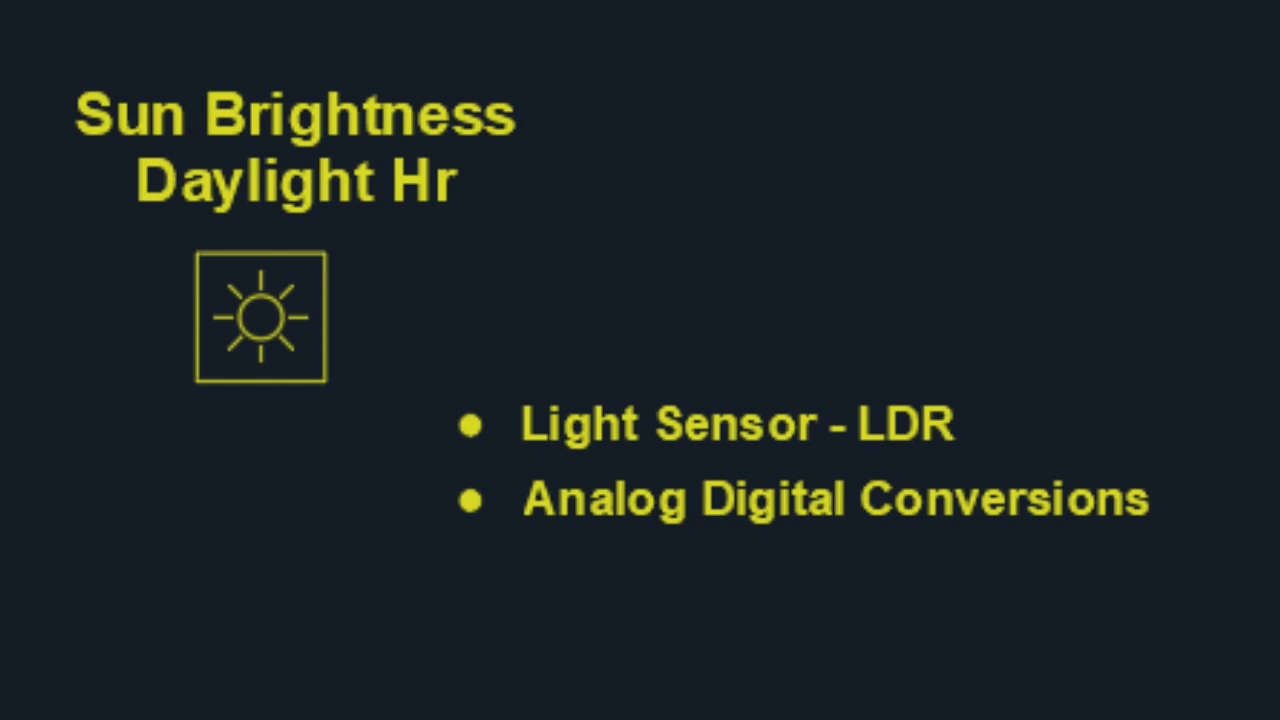 Sun Brightness
Daylight Hr
● Light Sensor - LDR
● Analog Digital Conversions